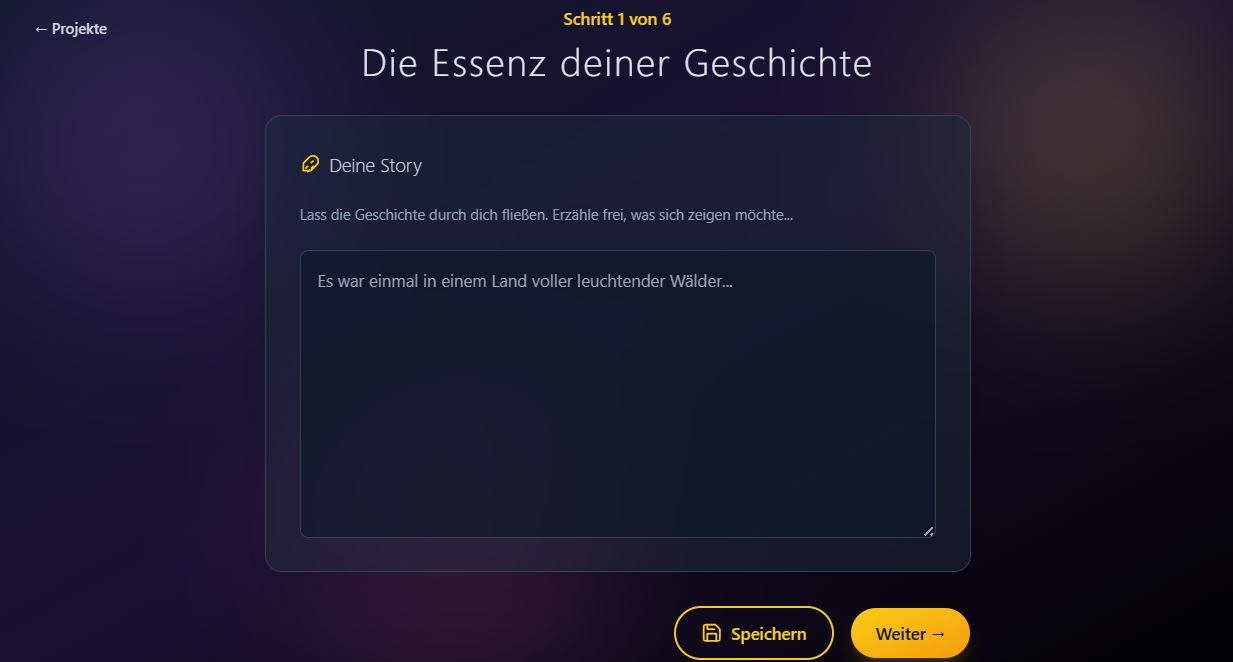 ← Projekte
Schritt 1 von 6
Die Essenz deiner Geschichte
Deine Story
Lass die Geschichte durch dich fließen. Erzähle frei, was sich zeigen möchte...
Es war einmal in einem Land voller leuchtender Wälder...
Speichern
Weiter →